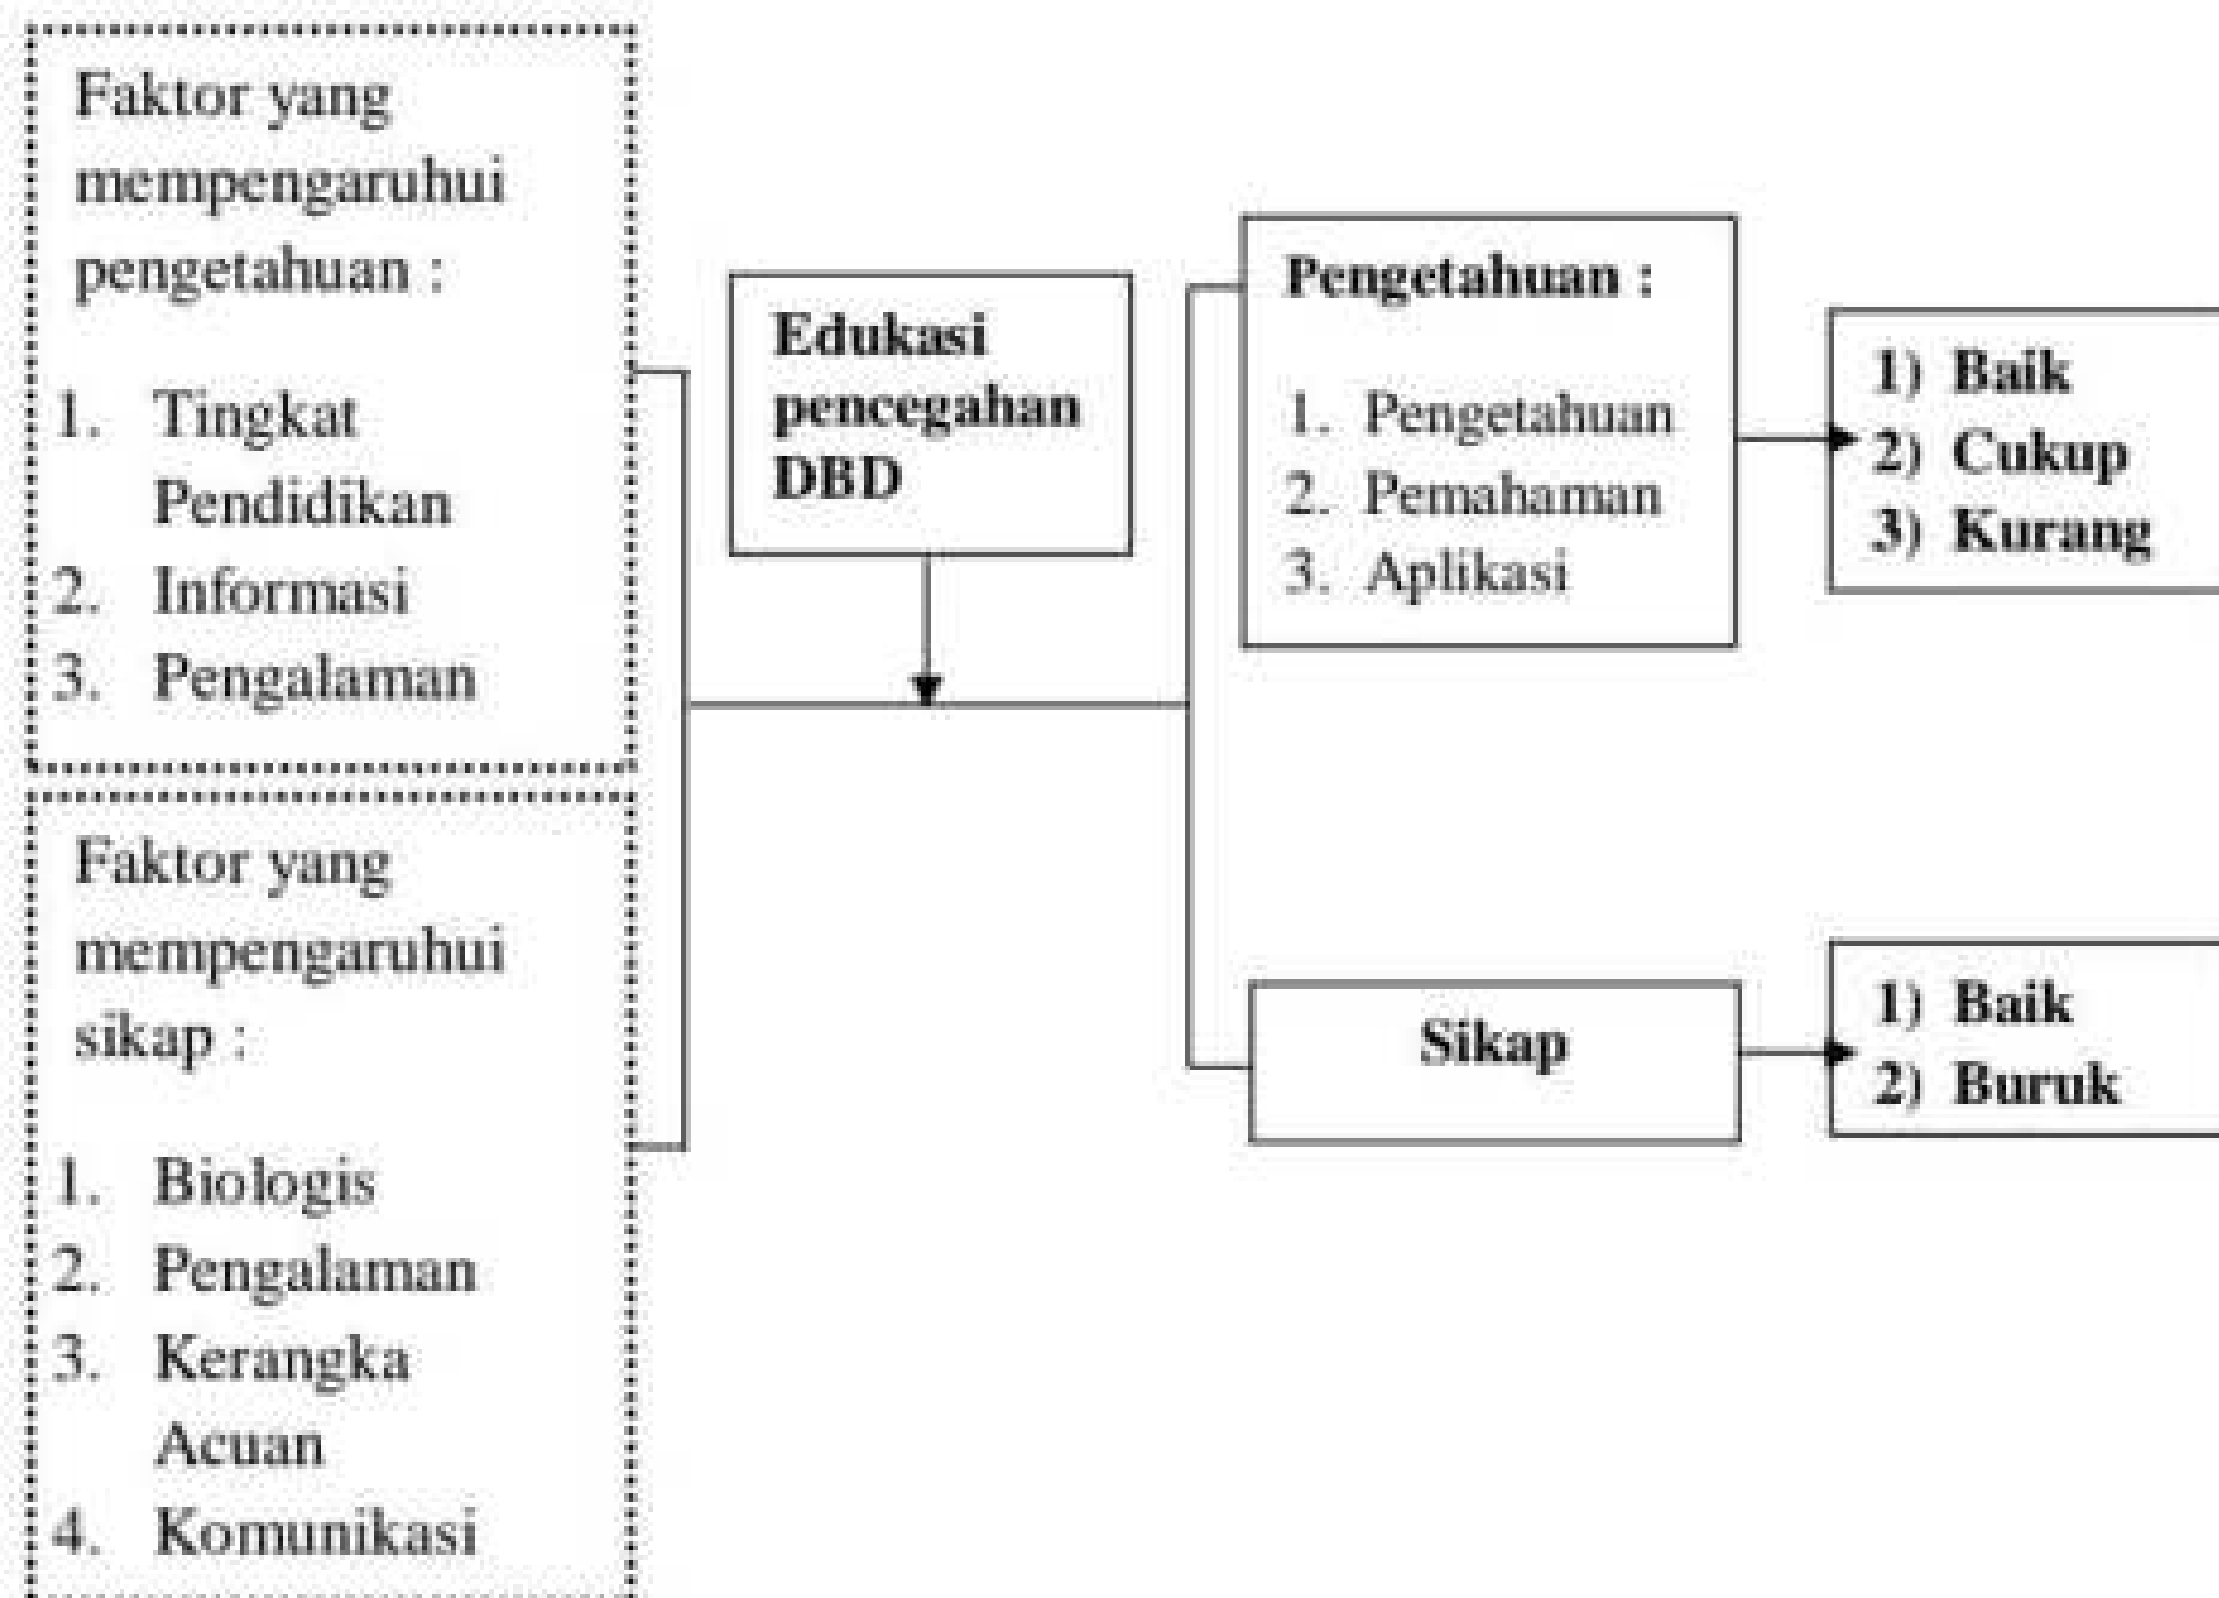 Faktor yang
mempengaruhui
pengetahuan :
1. Tingkat
Pendidikan
2. Informasi
3. Pengalaman
Faktor yang
mempengaruhui
sikap :
1. Biologis
2. Pengalaman
3. Kerangka
Acuan
4. Komunikasi
Edukasi
pencegahan
DBD
Pengetahuan :
1. Pengetahuan
2. Pemahaman
3. Aplikasi
1) Baik
2) Cukup
3) Kurang
Sikap
1) Baik
2) Buruk